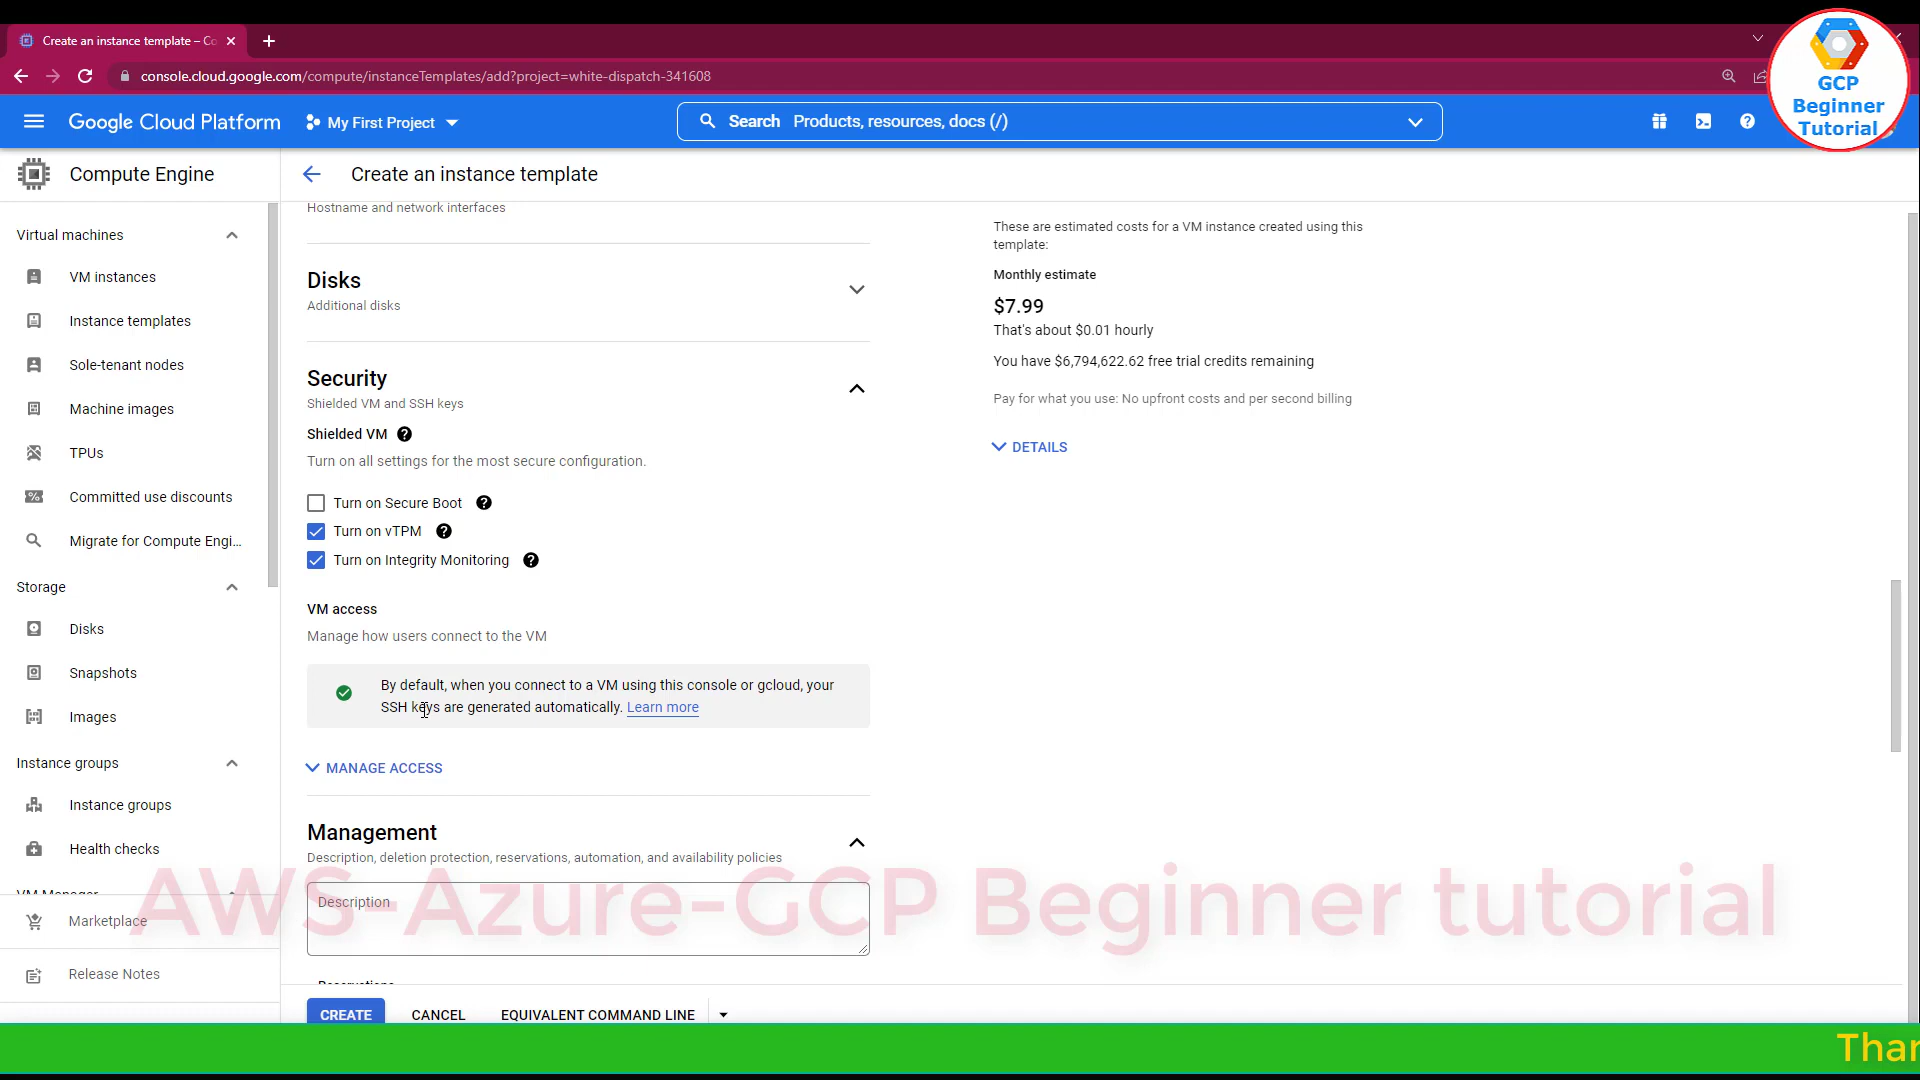 Create an instance template – Co
console.cloud.google.com/compute/instanceTemplates/add?project=white-dispatch-341608
GCP
Beginner
Tutorial
Google Cloud Platform
My First Project
Search Products, resources, docs (/)
Compute Engine
Create an instance template
Virtual machines
VM instances
Instance templates
Sole-tenant nodes
Machine images
TPUs
Committed use discounts
Migrate for Compute Engi...
Storage
Disks
Snapshots
Images
Instance groups
Instance groups
Health checks
VM Manager
Marketplace
Release Notes
Hostname and network interfaces
Disks
Additional disks
Security
Shielded VM and SSH keys
Shielded VM
Turn on all settings for the most secure configuration.
Turn on Secure Boot
Turn on vTPM
Turn on Integrity Monitoring
VM access
Manage how users connect to the VM
By default, when you connect to a VM using this console or gcloud, your
SSH keys are generated automatically. Learn more
MANAGE ACCESS
Management
Description, deletion protection, reservations, automation, and availability policies
Description
Reservations
CREATE CANCEL EQUIVALENT COMMAND LINE
These are estimated costs for a VM instance created using this
template:
Monthly estimate
$7.99
That's about $0.01 hourly
You have $6,794,622.62 free trial credits remaining
Pay for what you use: No upfront costs and per second billing
DETAILS
AWS-Azure-GCP Beginner tutorial
Than